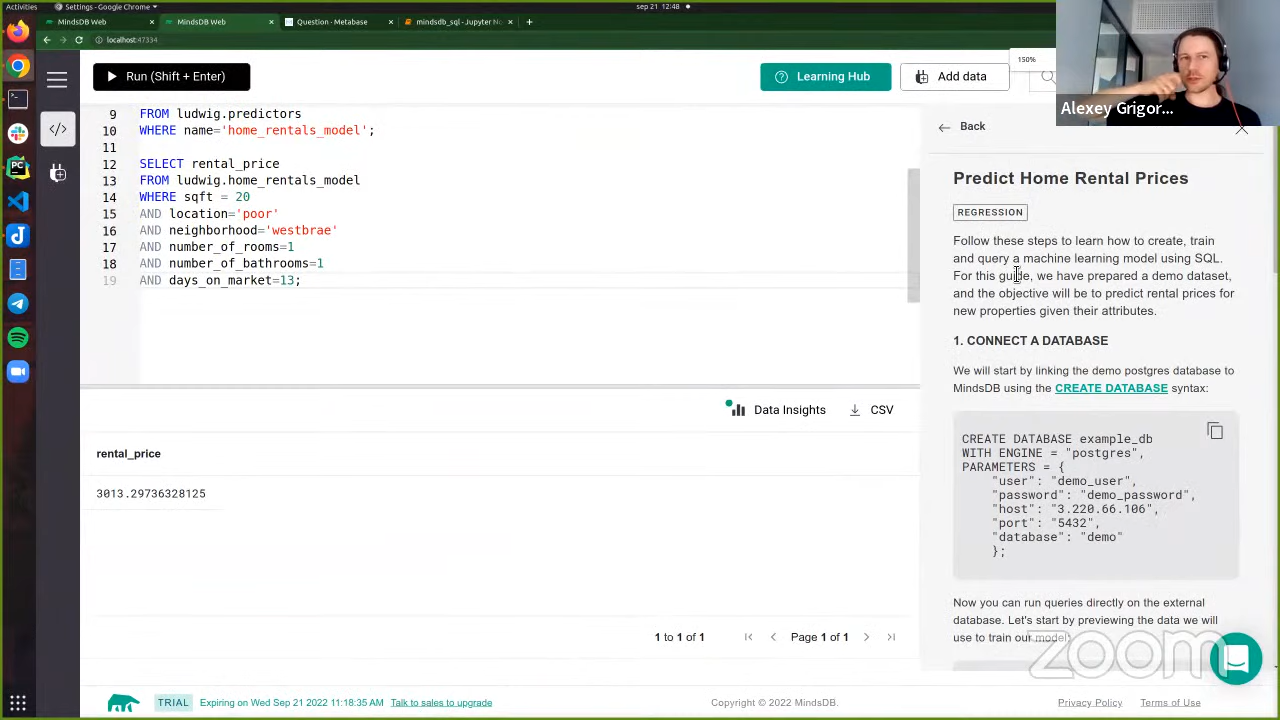 Activities
Settings - Google Chrome
sep 21 12:48
MindsDB Web
MindsDB Web
Question · Metabase
mindsdb_sql - Jupyter No
localhost:47334
Run (Shift + Enter)
Learning Hub
Add data
150%
Alexey Grigor...
9 FROM ludwig.predictors
10 WHERE name='home_rentals_model';
11
12 SELECT rental_price
13 FROM ludwig.home_rentals_model
14 WHERE sqft = 20
15 AND location='poor'
16 AND neighborhood='westbrae'
17 AND number_of_rooms=1
18 AND number_of_bathrooms=1
19 AND days_on_market=13;
Data Insights
CSV
rental_price
3013.29736328125
1 to 1 of 1
Page 1 of 1
Back
Predict Home Rental Prices
REGRESSION
Follow these steps to learn how to create, train
and query a machine learning model using SQL.
For this guide, we have prepared a demo dataset,
and the objective will be to predict rental prices for
new properties given their attributes.
1. CONNECT A DATABASE
We will start by linking the demo postgres database to
MindsDB using the CREATE DATABASE syntax:
CREATE DATABASE example_db
WITH ENGINE = "postgres",
PARAMETERS = {
"user": "demo_user",
"password": "demo_password",
"host": "3.220.66.106",
"port": "5432",
"database": "demo"
};
Now you can run queries directly on the external
database. Let's start by previewing the data we will
use to train our model:
zoom
TRIAL
Expiring on Wed Sep 21 2022 11:18:35 AM
Talk to sales to upgrade
Copyright © 2022 MindsDB.
Privacy Policy
Terms of Use